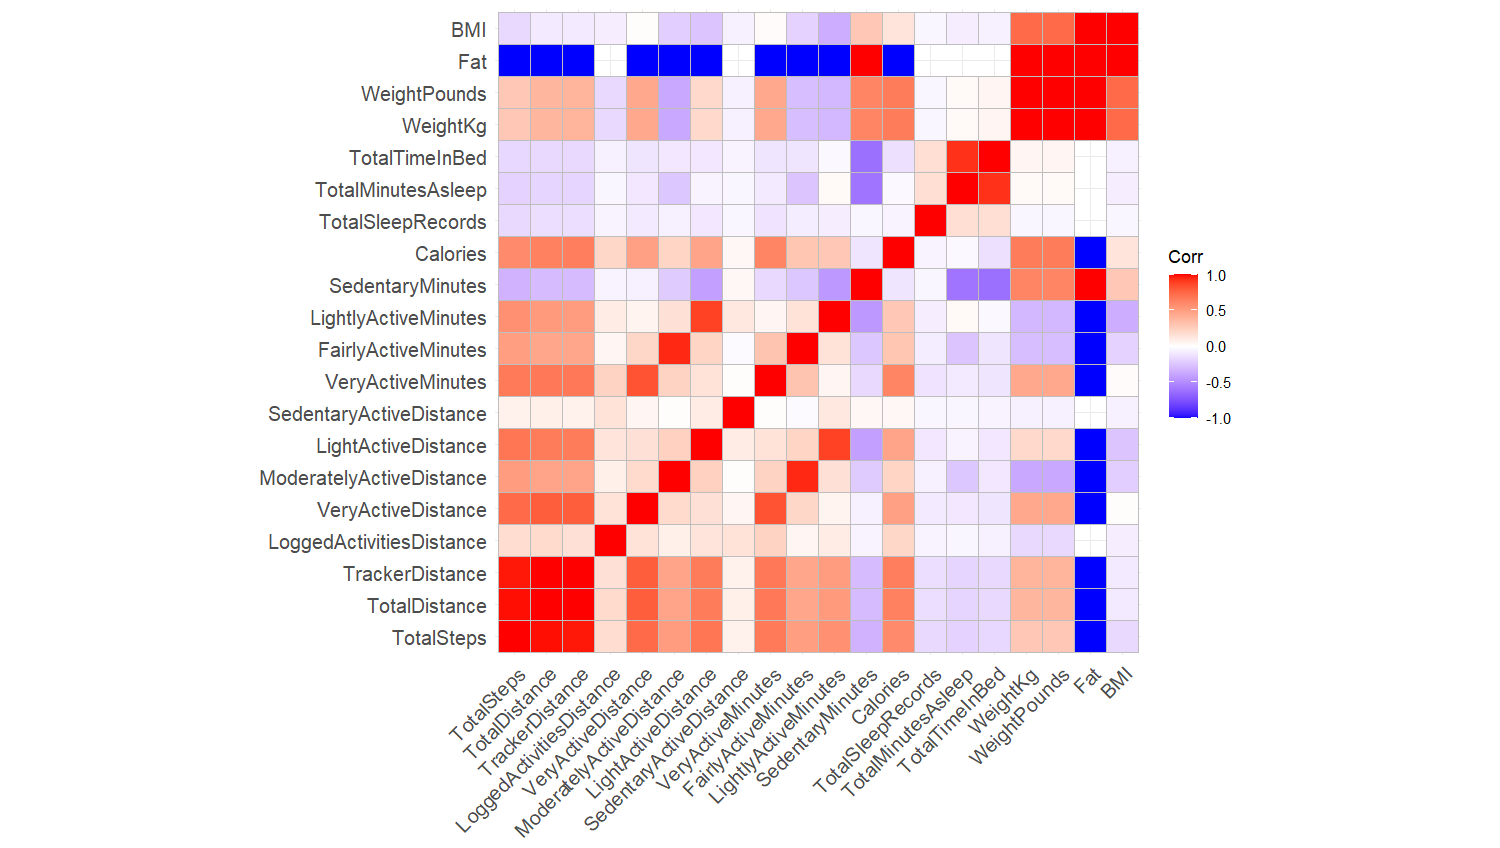 BMI
Fat
WeightPounds
WeightKg
TotalTimeInBed
TotalMinutesAsleep
TotalSleepRecords
Calories
SedentaryMinutes
LightlyActiveMinutes
FairlyActiveMinutes
VeryActiveMinutes
SedentaryActiveDistance
LightActiveDistance
ModeratelyActiveDistance
VeryActiveDistance
LoggedActivitiesDistance
TrackerDistance
TotalDistance
TotalSteps
TotalSteps
TotalDistance
TrackerDistance
LoggedActivitiesDistance
VeryActiveDistance
ModeratelyActiveDistance
LightActiveDistance
SedentaryActiveDistance
VeryActiveMinutes
FairlyActiveMinutes
LightlyActiveMinutes
SedentaryMinutes
Calories
TotalSleepRecords
TotalMinutesAsleep
TotalTimeInBed
WeightKg
WeightPounds
Fat
BMI
Corr
1.0
0.5
0.0
-0.5
-1.0